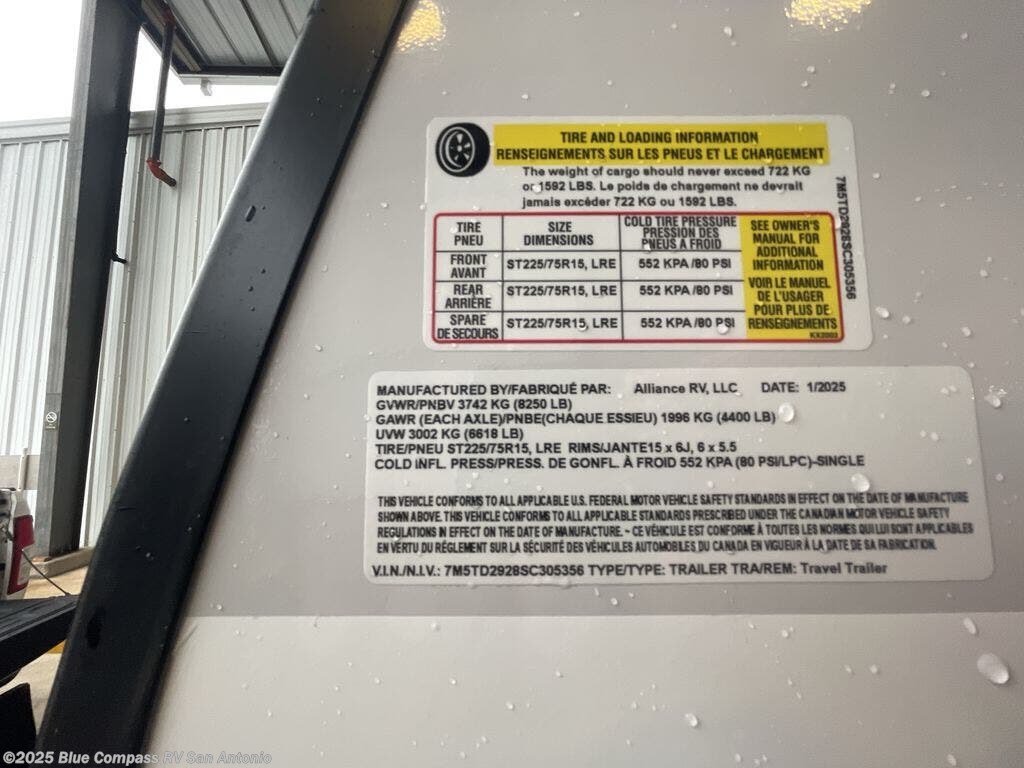 TIRE AND LOADING INFORMATION
RENSEIGNEMENTS SUR LES PNEUS ET LE CHARGEMENT
The weight of cargo should never exceed 722 KG
or 1592 LBS. Le poids de chargement ne devrait
jamais excéder 722 KG ou 1592 LBS.
TIRE
PNEU
SIZE
DIMENSIONS
COLD TIRE PRESSURE
PRESSION DES
PNEUS A FROID
SEE OWNER'S
MANUAL FOR
ADDITIONAL
INFORMATION
VOIR LE MANUEL
DE L'USAGER
POUR PLUS DE
RENSEIGNEMENTS
FRONT
AVANT
ST225/75R15, LRE
552 KPA /80 PSI
REAR
ARRIÈRE
ST225/75R15, LRE
552 KPA /80 PSI
SPARE
DE SECOURS
ST225/75R15, LRE
552 KPA /80 PSI
KX2003
7M5TD2928SC305356
MANUFACTURED BY/FABRIQUÉ PAR: Alliance RV, LLC DATE: 1/2025
GVWR/PNBV 3742 KG (8250 LB)
GAWR (EACH AXLE)/PNBE(CHAQUE ESSIEU) 1996 KG (4400 LB)
UVW 3002 KG (6618 LB)
TIRE/PNEU ST225/75R15, LRE RIMS/JANTE15 x 6J, 6 x 5.5
COLD INFL. PRESS/PRESS. DE GONFL. À FROID 552 KPA (80 PSI/LPC)-SINGLE
THIS VEHICLE CONFORMS TO ALL APPLICABLE U.S. FEDERAL MOTOR VEHICLE SAFETY STANDARDS IN EFFECT ON THE DATE OF MANUFACTURE
SHOWN ABOVE. THIS VEHICLE CONFORMS TO ALL APPLICABLE STANDARDS PRESCRIBED UNDER THE CANADIAN MOTOR VEHICLE SAFETY
REGULATIONS IN EFFECT ON THE DATE OF MANUFACTURE. ~ CE VÉHICULE EST CONFORME À TOUTES LES NORMES QUI LUI SONT APPLICABLES
EN VÉRTU DU RÉGLEMENT SUR LA SÉCURITÉ DES VÉHICULES AUTOMOBILES DU CANADA EN VIGUEUR À LA DATE DE SA FABRICATION.
V.I.N./N.I.V.: 7M5TD2928SC305356 TYPE/TYPE: TRAILER TRA/REM: Travel Trailer
©2025 Blue Compass RV San Antonio